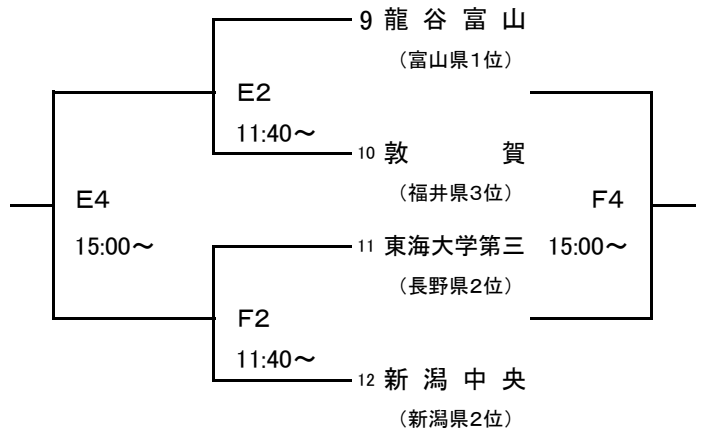 9 龍谷富山
（富山県１位）
E2
11:40～
10 敦賀
（福井県３位）
E4
F4
15:00～
11 東海大学第三
15:00～
（長野県２位）
F2
11:40～
12 新潟中央
（新潟県２位）